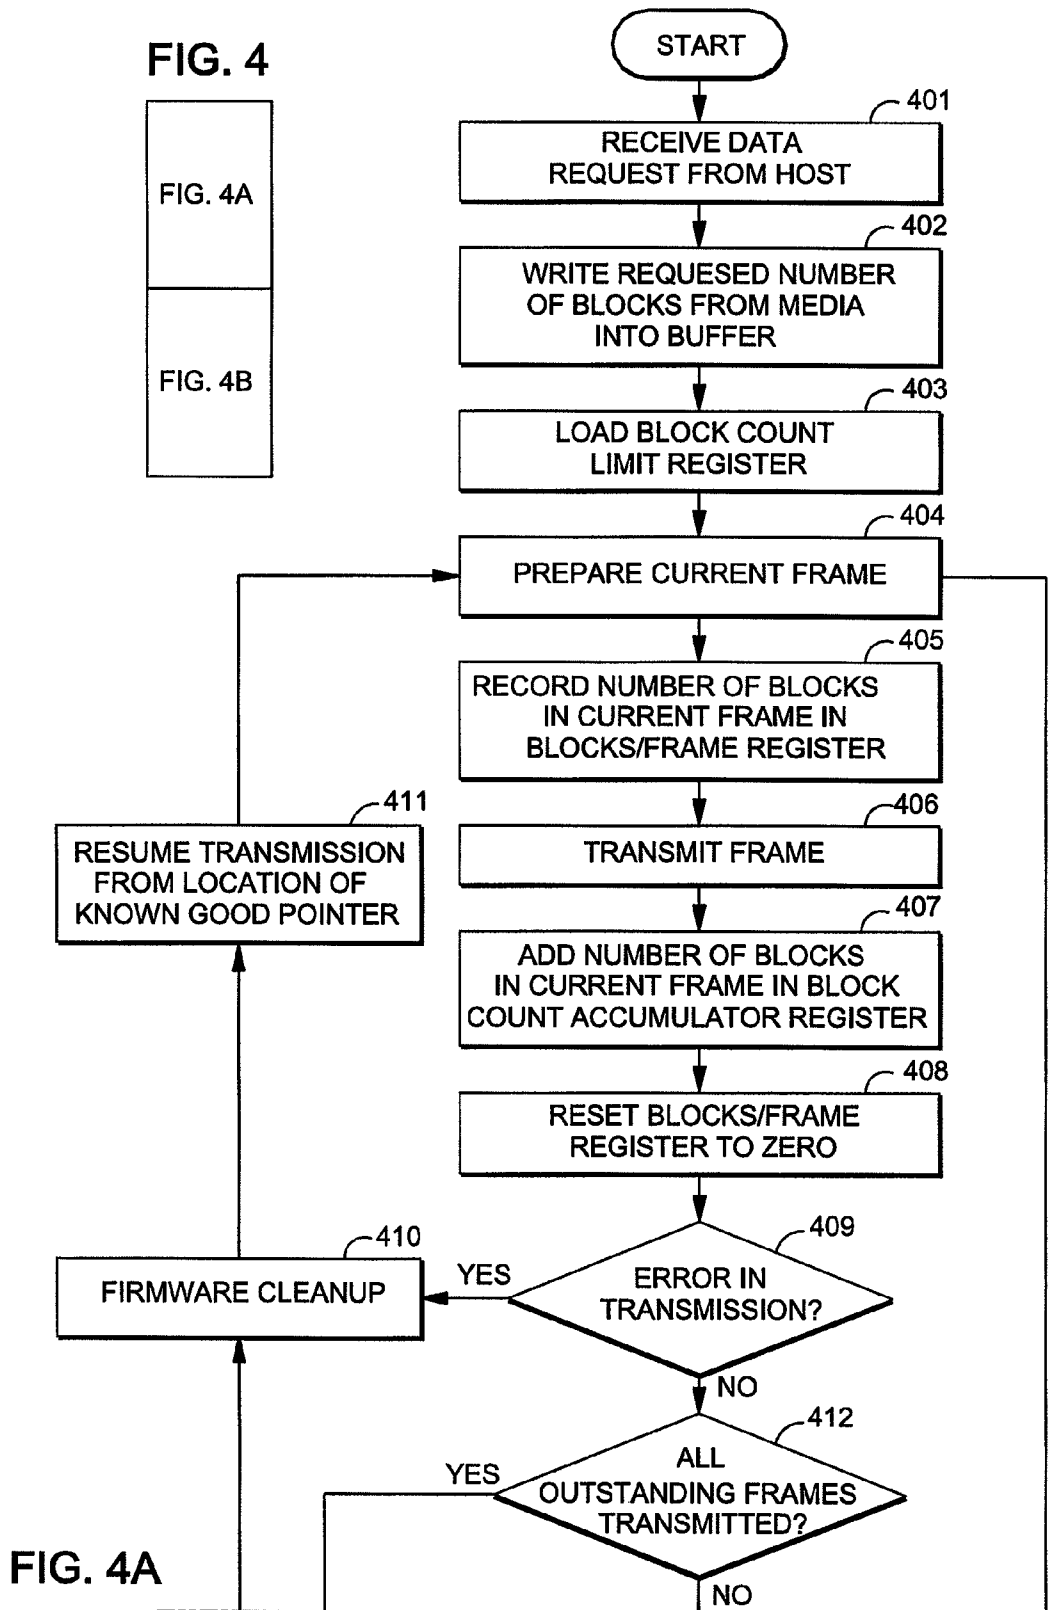 FIG. 4
FIG. 4A
FIG. 4B
START
401
RECEIVE DATA
REQUEST FROM HOST
402
WRITE REQUESED NUMBER
OF BLOCKS FROM MEDIA
INTO BUFFER
403
LOAD BLOCK COUNT
LIMIT REGISTER
404
PREPARE CURRENT FRAME
405
RECORD NUMBER OF BLOCKS
IN CURRENT FRAME IN
BLOCKS/FRAME REGISTER
406
TRANSMIT FRAME
407
ADD NUMBER OF BLOCKS
IN CURRENT FRAME IN BLOCK
COUNT ACCUMULATOR REGISTER
408
RESET BLOCKS/FRAME
REGISTER TO ZERO
409
ERROR IN
TRANSMISSION?
YES
NO
410
FIRMWARE CLEANUP
411
RESUME TRANSMISSION
FROM LOCATION OF
KNOWN GOOD POINTER
412
ALL
OUTSTANDING FRAMES
TRANSMITTED?
YES
NO
FIG. 4A